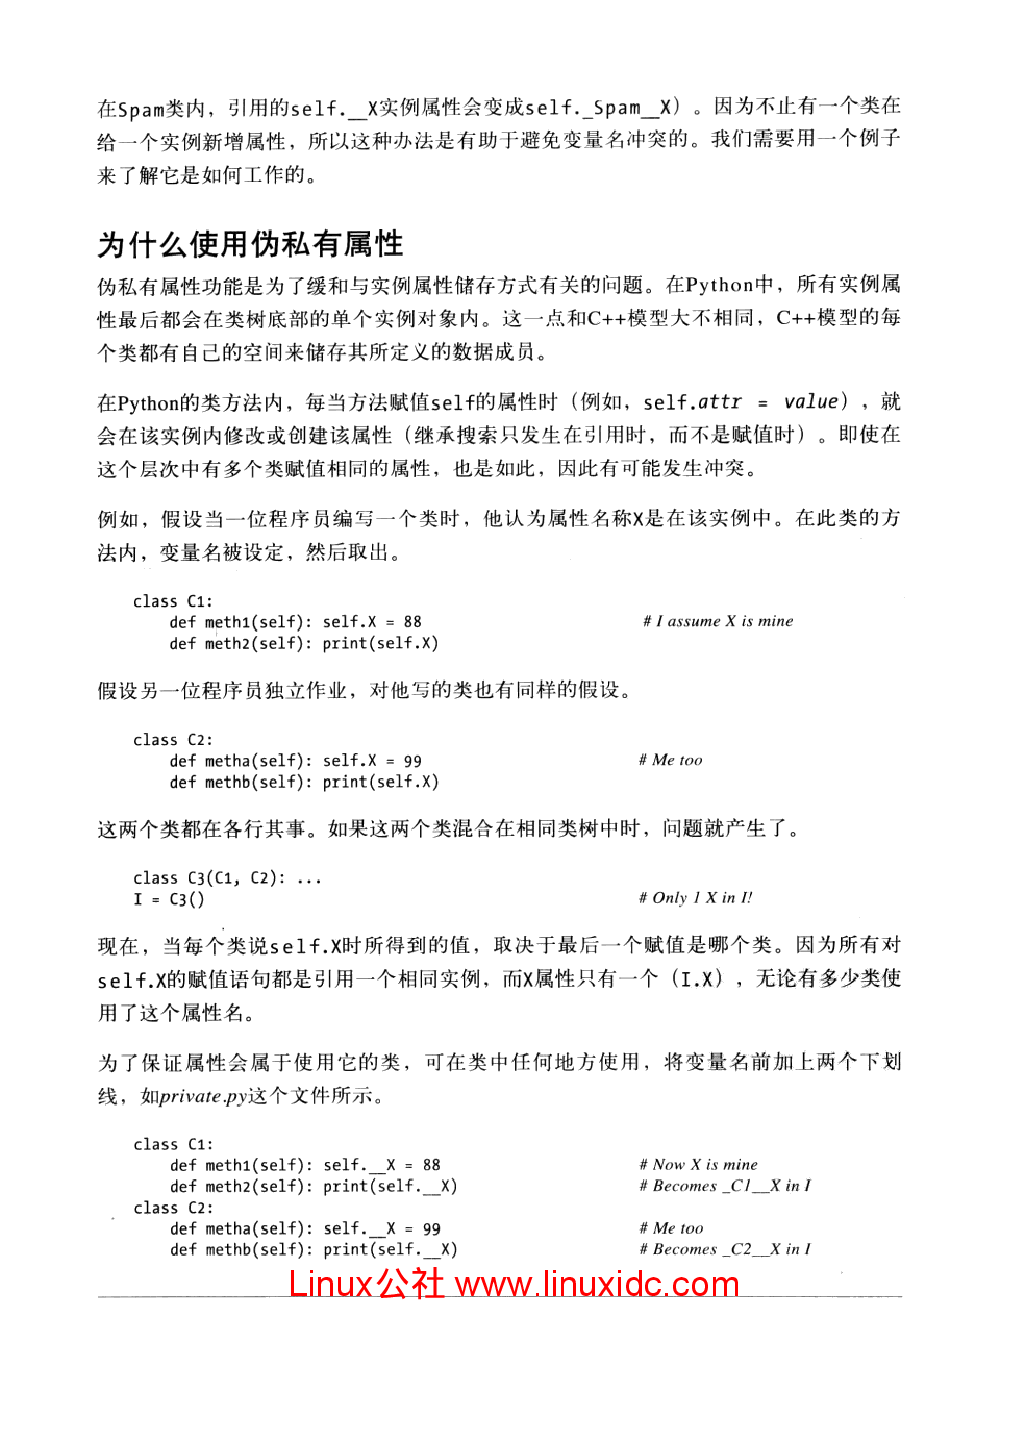 在Spam类内，引用的self.__X实例属性会变成self._Spam__X）。因为不止有一个类在
给一个实例新增属性，所以这种办法是有助于避免变量名冲突的。我们需要用一个例子
来了解它是如何工作的。
为什么使用伪私有属性
伪私有属性功能是为了缓和与实例属性储存方式有关的问题。在Python中，所有实例属
性最后都会在类树底部的单个实例对象内。这一点和C++模型大不相同，C++模型的每
个类都有自己的空间来储存其所定义的数据成员。
在Python的类方法内，每当方法赋值self的属性时（例如，self.attr = value），就
会在该实例内修改或创建该属性（继承搜索只发生在引用时，而不是赋值时）。即使在
这个层次中有多个类赋值相同的属性，也是如此，因此有可能发生冲突。
例如，假设当一位程序员编写一个类时，他认为属性名称X是在该实例中。在此类的方
法内，变量名被设定，然后取出。
class C1:
def meth1(self): self.X = 88 # I assume X is mine
def meth2(self): print(self.X)
假设另一位程序员独立作业，对他写的类也有同样的假设。
class C2:
def metha(self): self.X = 99 # Me too
def methb(self): print(self.X)
这两个类都在各行其事。如果这两个类混合在相同类树中时，问题就产生了。
class C3(C1, C2): ...
I = C3() # Only 1 X in I!
现在，当每个类说self.X时所得到的值，取决于最后一个赋值是哪个类。因为所有对
self.X的赋值语句都是引用一个相同实例，而X属性只有一个（I.X），无论有多少类使
用了这个属性名。
为了保证属性会属于使用它的类，可在类中任何地方使用，将变量名前加上两个下划
线，如private.py这个文件所示。
class C1:
def meth1(self): self.__X = 88 # Now X is mine
def meth2(self): print(self.__X) # Becomes _C1__X in I
class C2:
def metha(self): self.__X = 99 # Me too
def methb(self): print(self.__X) # Becomes _C2__X in I
Linux公社 www.linuxidc.com